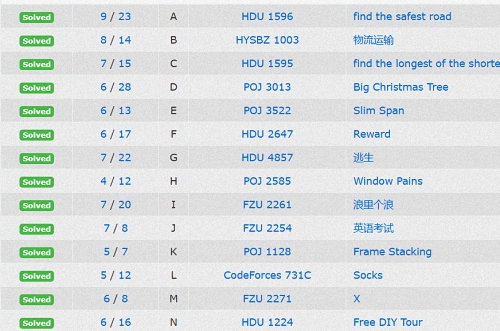 Solved 9 / 23 A HDU 1596 find the safest road
Solved 8 / 14 B HYSBZ 1003 物流运输
Solved 7 / 15 C HDU 1595 find the longest of the shorte
Solved 6 / 28 D POJ 3013 Big Christmas Tree
Solved 6 / 13 E POJ 3522 Slim Span
Solved 6 / 17 F HDU 2647 Reward
Solved 7 / 22 G HDU 4857 逃生
Solved 4 / 12 H POJ 2585 Window Pains
Solved 7 / 20 I FZU 2261 浪里个浪
Solved 7 / 8 J FZU 2254 英语考试
Solved 5 / 7 K POJ 1128 Frame Stacking
Solved 5 / 12 L CodeForces 731C Socks
Solved 6 / 8 M FZU 2271 X
Solved 6 / 16 N HDU 1224 Free DIY Tour